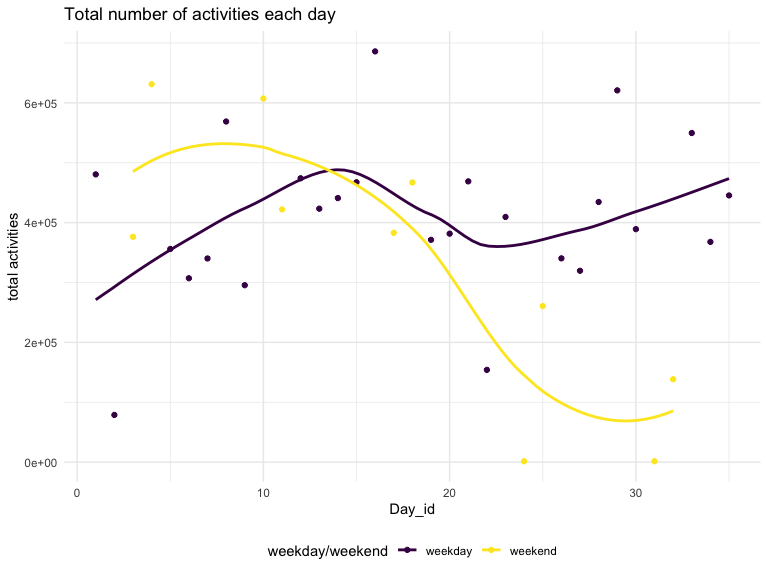 Total number of activities each day
total activities
6e+05
4e+05
2e+05
0e+00
0 10 20 30
Day_id
weekday/weekend weekday weekend